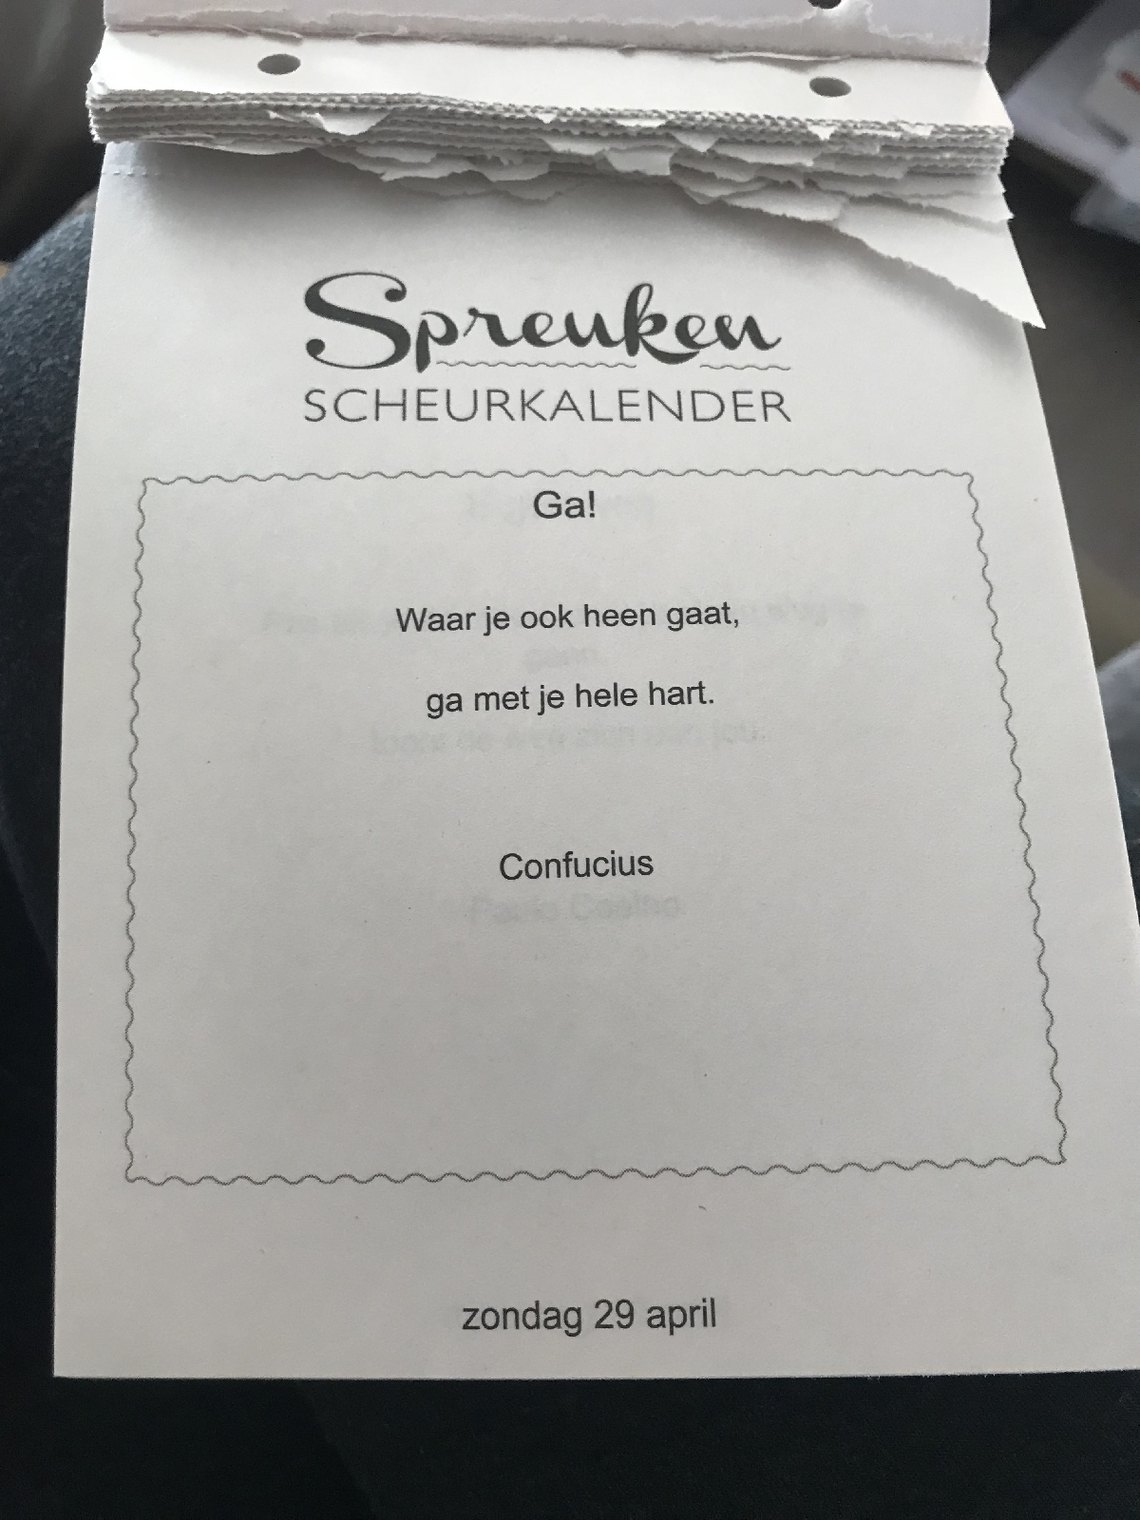 Spreuken
SCHEURKALENDER
Ga!
Waar je ook heen gaat,
ga met je hele hart.
Confucius
zondag 29 april